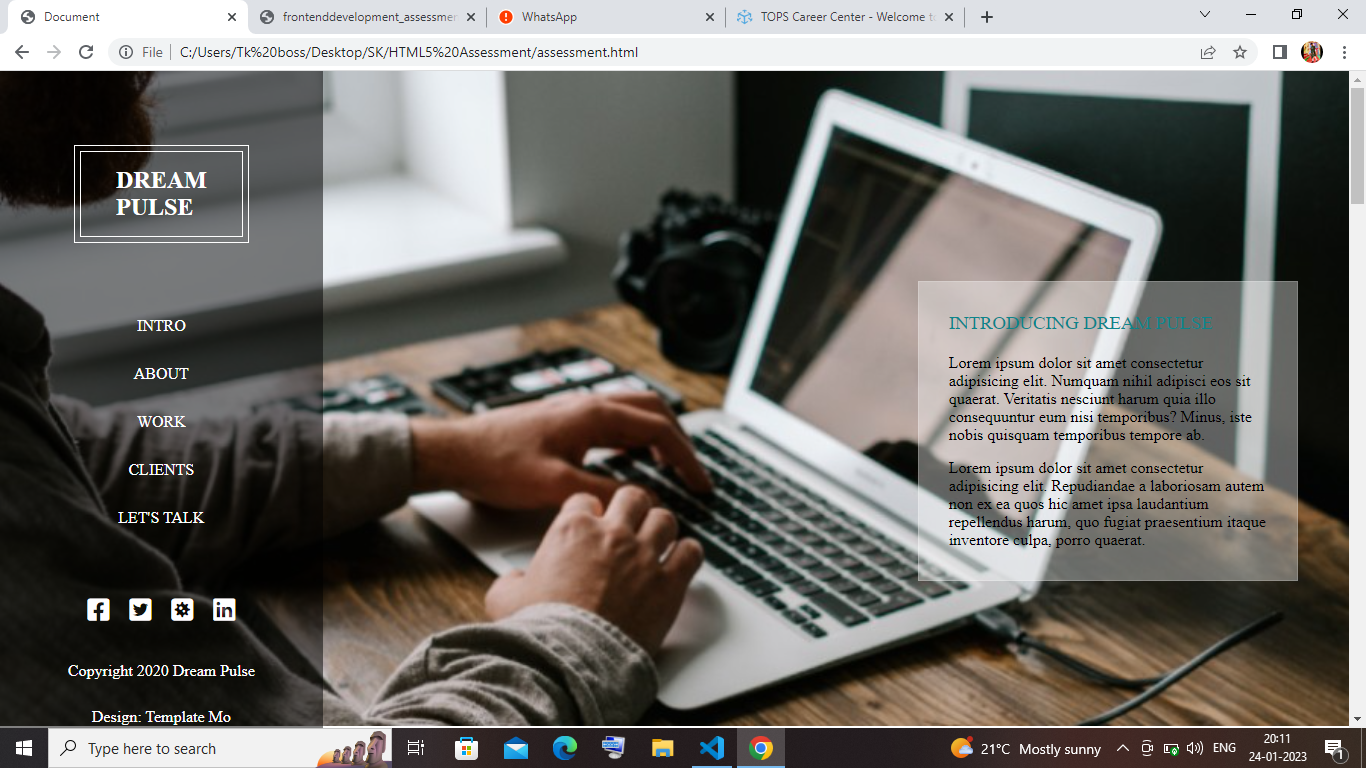 Document
frontenddevelopment_assessmen
WhatsApp
TOPS Career Center - Welcome to
File
C:/Users/Tk%20boss/Desktop/SK/HTML5%20Assessment/assessment.html
DREAM
PULSE
INTRO
ABOUT
WORK
CLIENTS
LET'S TALK
Copyright 2020 Dream Pulse
Design: Template Mo
INTRODUCING DREAM PULSE
Lorem ipsum dolor sit amet consectetur
adipisicing elit. Numquam nihil adipisci eos sit
quaerat. Veritatis nesciunt harum quia illo
consequuntur eum nisi temporibus? Minus, iste
nobis quisquam temporibus tempore ab.
Lorem ipsum dolor sit amet consectetur
adipisicing elit. Repudiandae a laboriosam autem
non ex ea quos hic amet ipsa laudantium
repellendus harum, quo fugiat praesentium itaque
inventore culpa, porro quaerat.
Type here to search
21°C Mostly sunny
ENG
20:11
24-01-2023
1